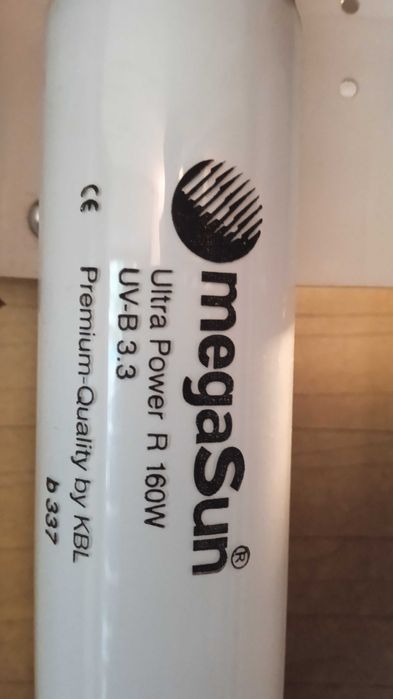 megaSun®
Ultra Power R 160W
UV-B 3.3
CE Premium-Quality by KBL
b 337